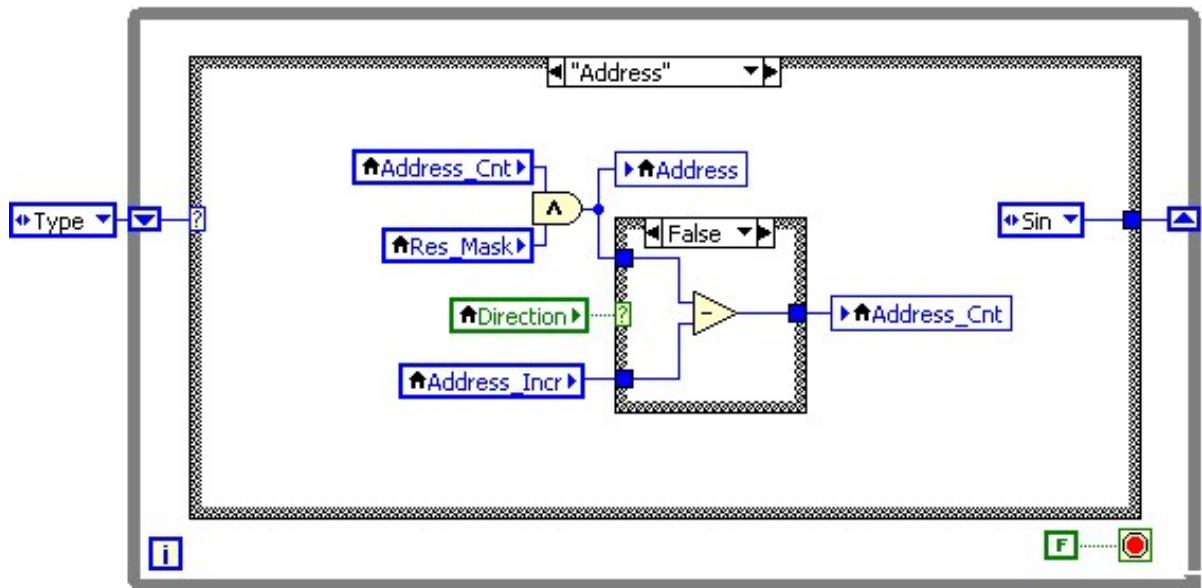 "Address"
Address_Cnt
Address
Type
Sin
Res_Mask
False
Direction
Address_Cnt
Address_Incr
i
F